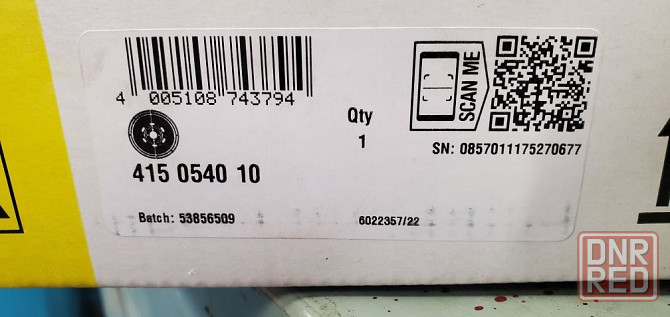 4 005108 743794
Qty
1
SCAN ME
SN: 0857011175270677
415 0540 10
Batch: 53856509
6022357/22
DNR
RED